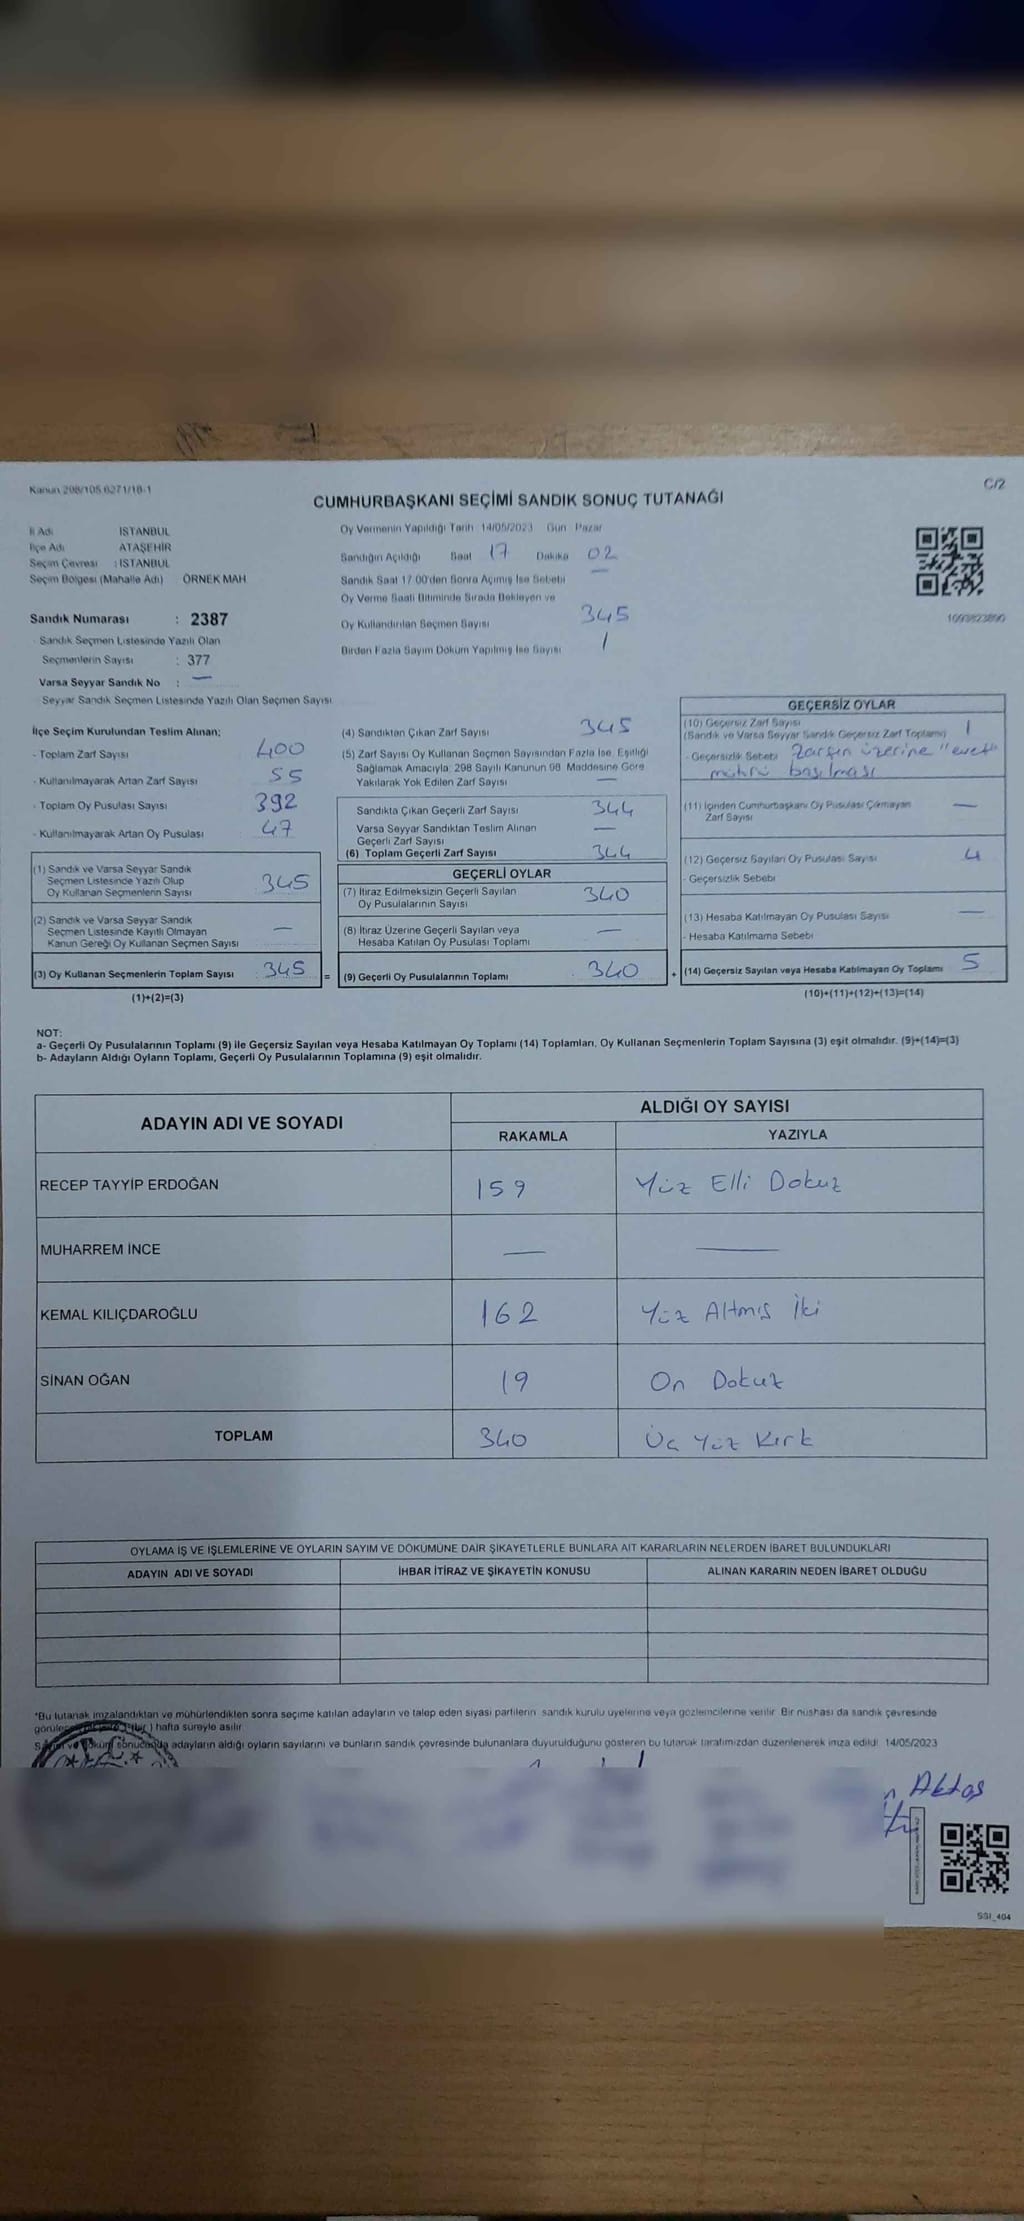 Kanun 298/105.6271/18-1
C/2
CUMHURBAŞKANI SEÇİMİ SANDIK SONUÇ TUTANAĞI
İl Adı : İSTANBUL
İlçe Adı : ATAŞEHİR
Seçim Çevresi : İSTANBUL
Seçim Bölgesi (Mahalle Adı) : ÖRNEK MAH.
Sandık Numarası : 2387
- Sandık Seçmen Listesinde Yazılı Olan
Seçmenlerin Sayısı : 377
Varsa Seyyar Sandık No : —
- Seyyar Sandık Seçmen Listesinde Yazılı Olan Seçmen Sayısı
Oy Vermenin Yapıldığı Tarih 14/05/2023 Gün Pazar
Sandığın Açıldığı Saat 17 Dakika 02
Sandık Saat 17:00'den Sonra Açılmış İse Sebebi —
Oy Verme Saati Bitiminde Sırada Bekleyen ve
Oy Kullandırılan Seçmen Sayısı 345
Birden Fazla Sayım Döküm Yapılmış İse Sayısı 1
İlçe Seçim Kurulundan Teslim Alınan;
- Toplam Zarf Sayısı 400
- Kullanılmayarak Artan Zarf Sayısı 55
- Toplam Oy Pusulası Sayısı 392
- Kullanılmayarak Artan Oy Pusulası 47
(1) Sandık ve Varsa Seyyar Sandık
Seçmen Listesinde Yazılı Olup
Oy Kullanan Seçmenlerin Sayısı 345
(2) Sandık ve Varsa Seyyar Sandık
Seçmen Listesinde Kayıtlı Olmayan
Kanun Gereği Oy Kullanan Seçmen Sayısı —
(3) Oy Kullanan Seçmenlerin Toplam Sayısı 345 =
(1)+(2)=(3)
(4) Sandıktan Çıkan Zarf Sayısı 345
(5) Zarf Sayısı Oy Kullanan Seçmen Sayısından Fazla İse, Eşitliği
Sağlamak Amacıyla, 298 Sayılı Kanunun 98. Maddesine Göre
Yakılarak Yok Edilen Zarf Sayısı —
Sandıkta Çıkan Geçerli Zarf Sayısı 344
Varsa Seyyar Sandıktan Teslim Alınan
Geçerli Zarf Sayısı —
(6) Toplam Geçerli Zarf Sayısı 344
GEÇERLİ OYLAR
(7) İtiraz Edilmeksizin Geçerli Sayılan
Oy Pusulalarının Sayısı 340
(8) İtiraz Üzerine Geçerli Sayılan veya
Hesaba Katılan Oy Pusulası Toplamı —
(9) Geçerli Oy Pusulalarının Toplamı 340 +
1093823890
GEÇERSİZ OYLAR
(10) Geçersiz Zarf Sayısı
(Sandık ve Varsa Seyyar Sandık Geçersiz Zarf Toplamı) 1
- Geçersizlik Sebebi zarfın üzerine "evet"
mührü basılması
(11) İçinden Cumhurbaşkanı Oy Pusulası Çıkmayan
Zarf Sayısı —
(12) Geçersiz Sayılan Oy Pusulası Sayısı 4
- Geçersizlik Sebebi
(13) Hesaba Katılmayan Oy Pusulası Sayısı —
- Hesaba Katılmama Sebebi
(14) Geçersiz Sayılan veya Hesaba Katılmayan Oy Toplamı 5
(10)+(11)+(12)+(13)=(14)
NOT:
a- Geçerli Oy Pusulalarının Toplamı (9) ile Geçersiz Sayılan veya Hesaba Katılmayan Oy Toplamı (14) Toplamları, Oy Kullanan Seçmenlerin Toplam Sayısına (3) eşit olmalıdır. (9)+(14)=(3)
b- Adayların Aldığı Oyların Toplamı, Geçerli Oy Pusulalarının Toplamına (9) eşit olmalıdır.
ADAYIN ADI VE SOYADI
ALDIĞI OY SAYISI
RAKAMLA YAZIYLA
RECEP TAYYİP ERDOĞAN 159 Yüz Elli Dokuz
MUHARREM İNCE — —
KEMAL KILIÇDAROĞLU 162 Yüz Altmış İki
SİNAN OĞAN 19 On Dokuz
TOPLAM 340 Üç Yüz Kırk
OYLAMA İŞ VE İŞLEMLERİNE VE OYLARIN SAYIM VE DÖKÜMÜNE DAİR ŞİKAYETLERLE BUNLARA AİT KARARLARIN NELERDEN İBARET BULUNDUKLARI
ADAYIN ADI VE SOYADI İHBAR İTİRAZ VE ŞİKAYETİN KONUSU ALINAN KARARIN NEDEN İBARET OLDUĞU
*Bu tutanak imzalandıktan ve mühürlendikten sonra seçime katılan adayların ve talep eden siyasi partilerin sandık kurulu üyelerine veya gözlemcilerine verilir. Bir nüshası da sandık çevresinde
hafta süreyle asılır.
sonucunda adayların aldığı oyların sayılarını ve bunların sandık çevresinde bulunanlara duyurulduğunu gösteren bu tutanak tarafımızdan düzenlenerek imza edildi. 14/05/2023
Aktaş
SSI_404